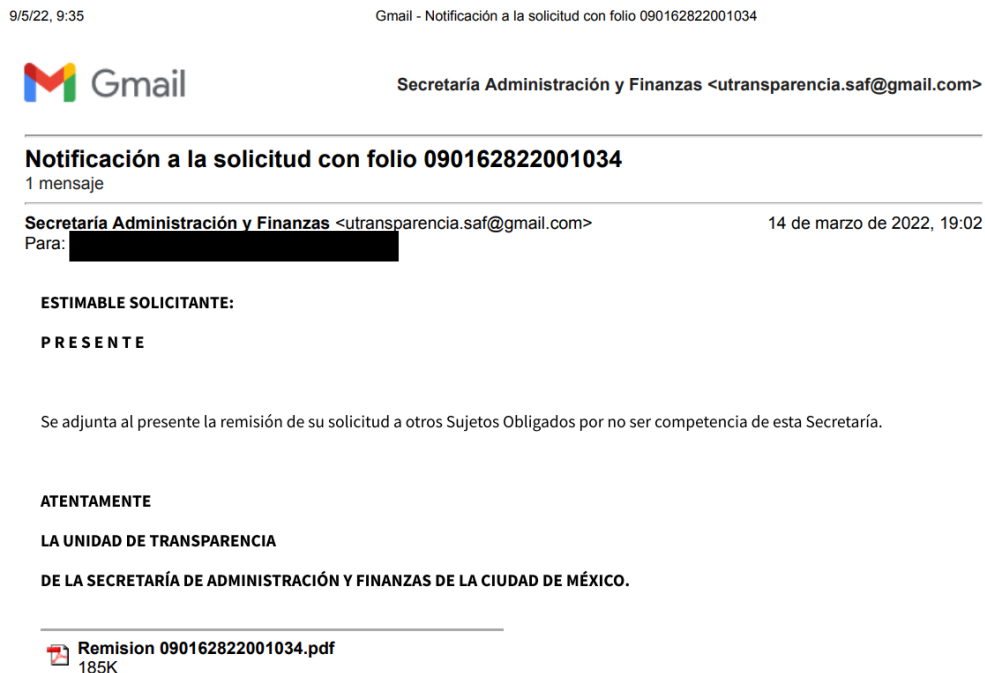 9/5/22, 9:35 Gmail - Notificación a la solicitud con folio 090162822001034
Gmail Secretaría Administración y Finanzas <utransparencia.saf@gmail.com>
Notificación a la solicitud con folio 090162822001034
1 mensaje
Secretaría Administración y Finanzas <utransparencia.saf@gmail.com> 14 de marzo de 2022, 19:02
Para:
ESTIMABLE SOLICITANTE:
P R E S E N T E
Se adjunta al presente la remisión de su solicitud a otros Sujetos Obligados por no ser competencia de esta Secretaría.
ATENTAMENTE
LA UNIDAD DE TRANSPARENCIA
DE LA SECRETARÍA DE ADMINISTRACIÓN Y FINANZAS DE LA CIUDAD DE MÉXICO.
Remision 090162822001034.pdf
185K